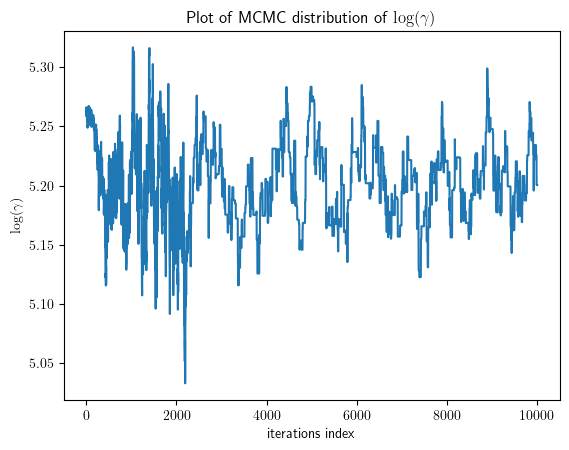 Plot of MCMC distribution of log(γ)
log(γ)
5.30
5.25
5.20
5.15
5.10
5.05
0 2000 4000 6000 8000 10000
iterations index